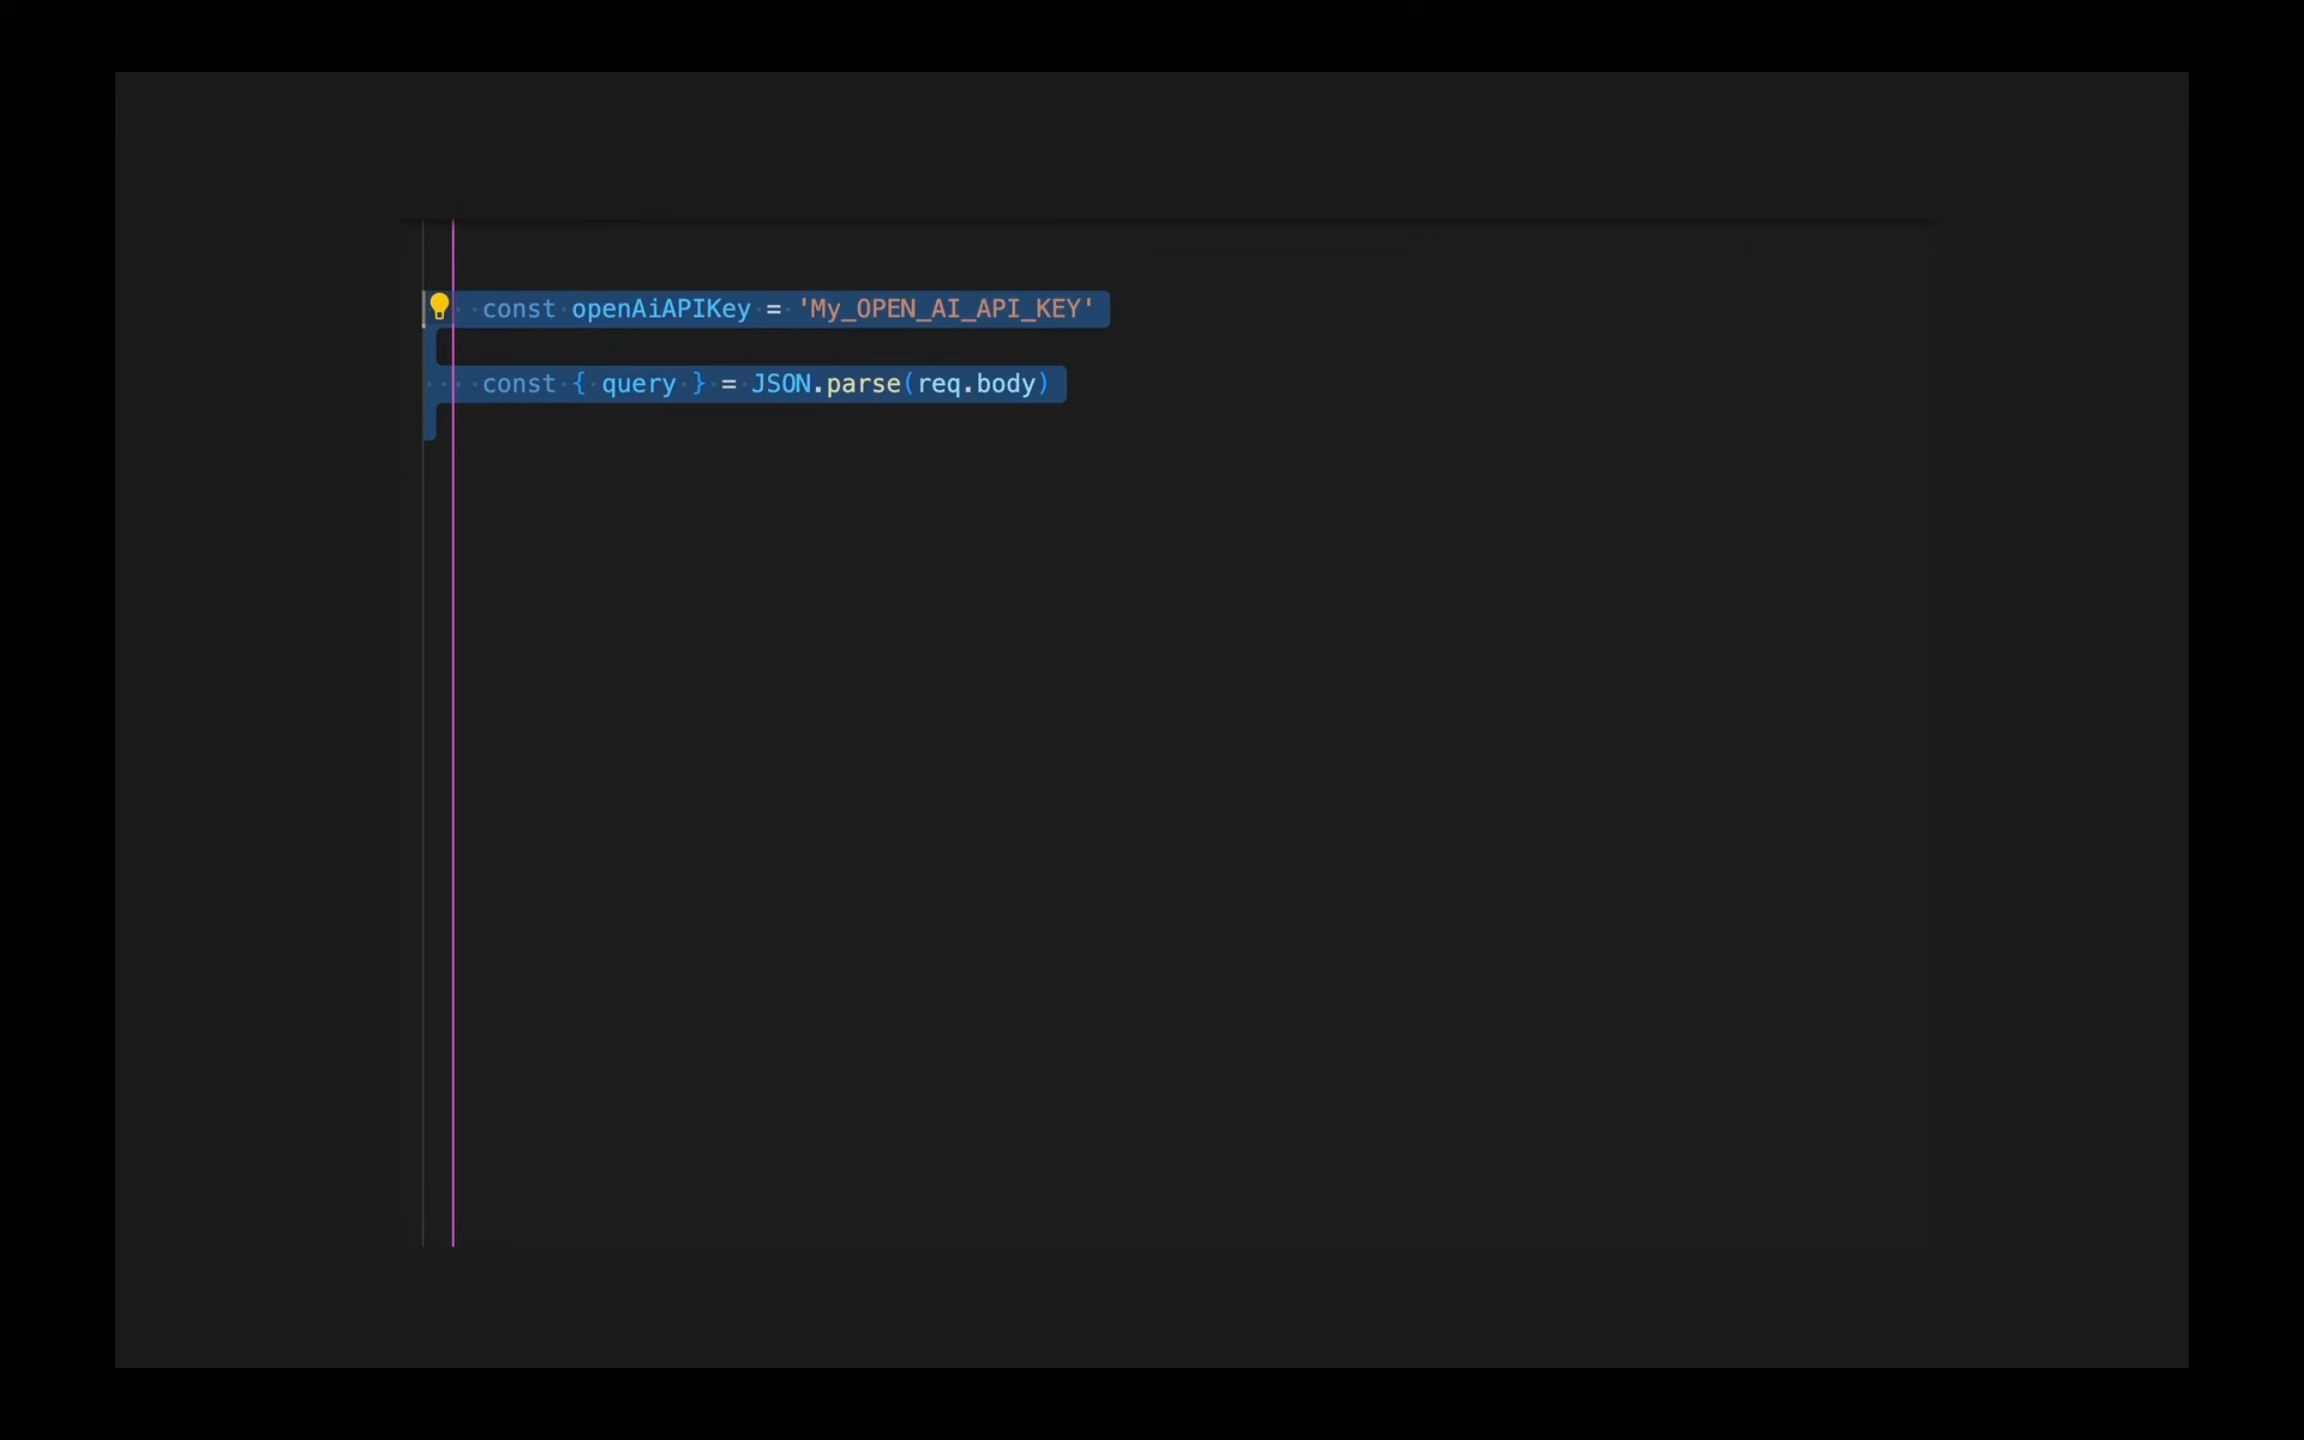 const openAiAPIKey = 'My_OPEN_AI_API_KEY'
const { query } = JSON.parse(req.body)